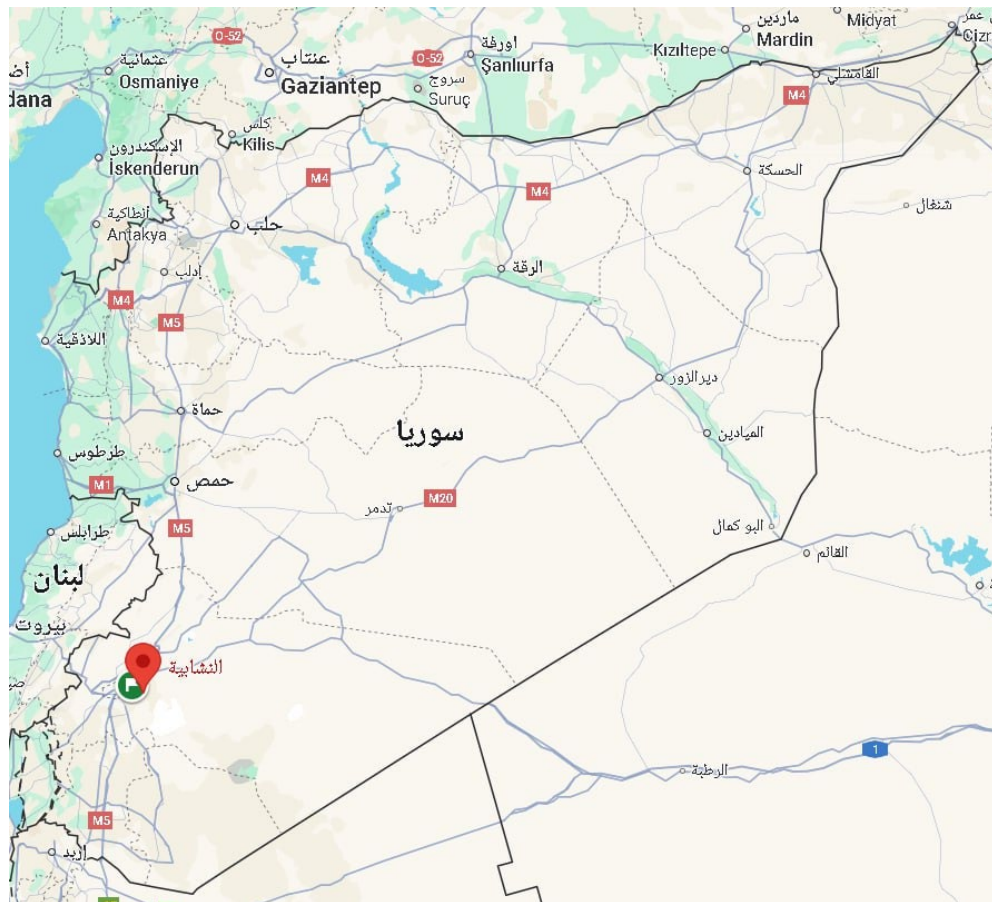 عثمانية
Osmaniye
O-52
عنتاب
Gaziantep
O-52
اورفة
Şanlıurfa
سروج
Suruç
ماردين
Mardin
Kızıltepe
Midyat
القامشلي
M4
dana
كلس
Kilis
الإسكندرون
İskenderun
M4
M4
الحسكة
شنغال
أنطاكية
Antakya
حلب
إدلب
الرقة
M4
M5
اللاذقية
ديرالزور
حماة
سوريا
الميادين
طرطوس
M1
حمص
M20
تدمر
M5
البو كمال
طرابلس
القائم
لبنان
بيروت
النشابية
1
الرطبة
M5
إربد